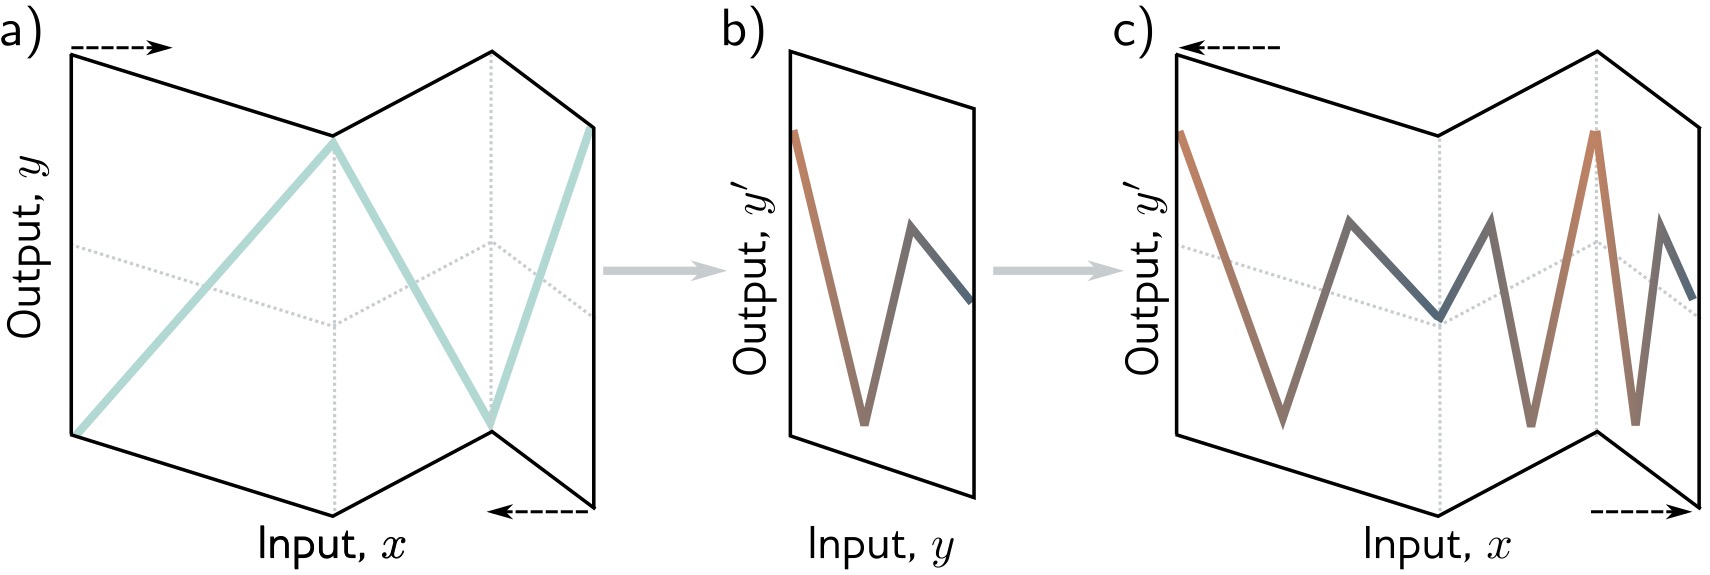 a)
Output, y
Input, x
b)
Output, y′
Input, y
c)
Output, y′
Input, x